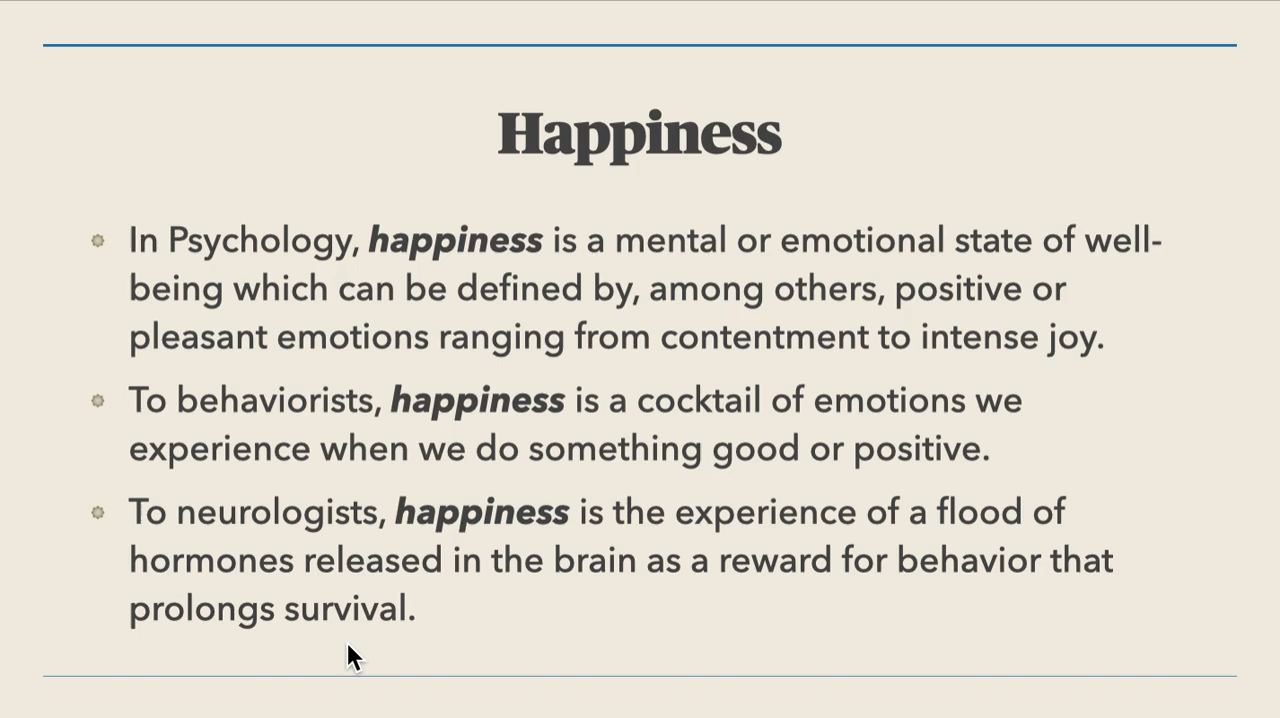 Happiness
In Psychology, happiness is a mental or emotional state of well-
being which can be defined by, among others, positive or
pleasant emotions ranging from contentment to intense joy.
To behaviorists, happiness is a cocktail of emotions we
experience when we do something good or positive.
To neurologists, happiness is the experience of a flood of
hormones released in the brain as a reward for behavior that
prolongs survival.